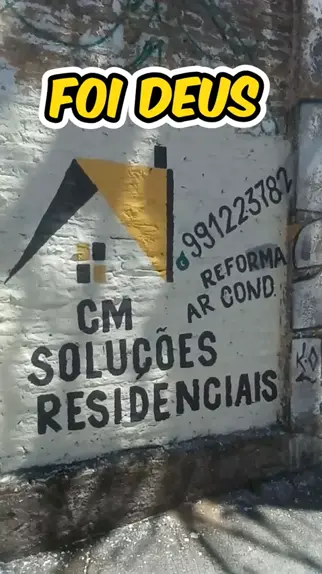 FOI DEUS
991223782
REFORMA
AR COND.
CM
SOLUÇÕES
RESIDENCIAIS